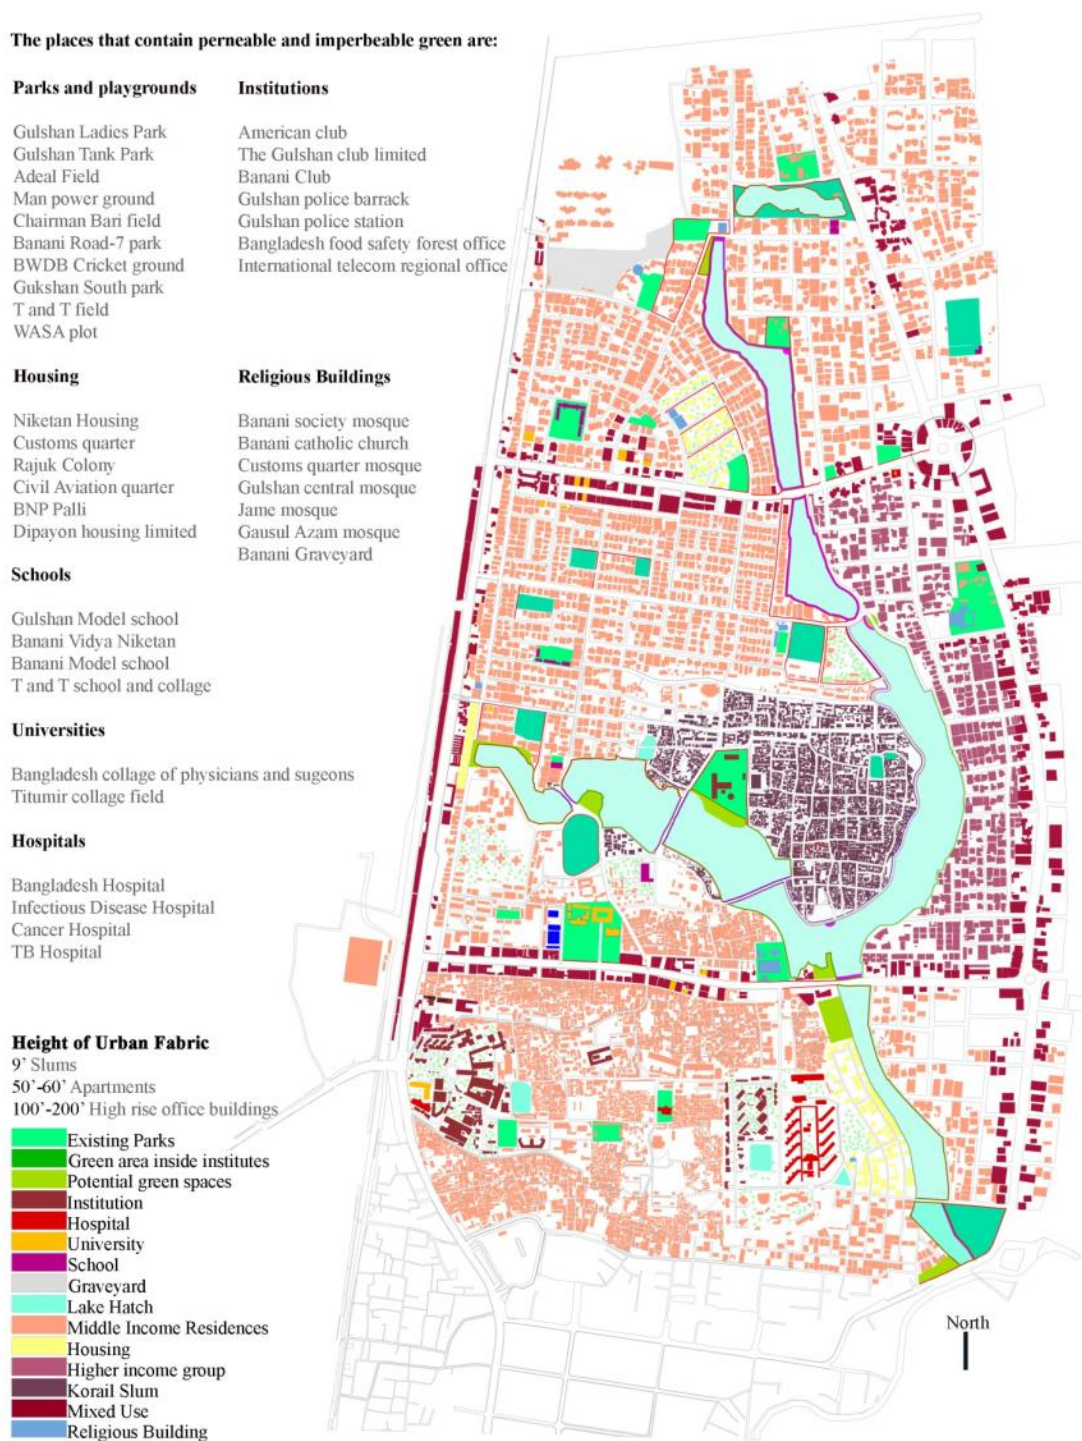 The places that contain perneable and imperbeable green are:
Parks and playgrounds
Gulshan Ladies Park
Gulshan Tank Park
Adeal Field
Man power ground
Chairman Bari field
Banani Road-7 park
BWDB Cricket ground
Gukshan South park
T and T field
WASA plot
Institutions
American club
The Gulshan club limited
Banani Club
Gulshan police barrack
Gulshan police station
Bangladesh food safety forest office
International telecom regional office
Housing
Niketan Housing
Customs quarter
Rajuk Colony
Civil Aviation quarter
BNP Palli
Dipayon housing limited
Religious Buildings
Banani society mosque
Banani catholic church
Customs quarter mosque
Gulshan central mosque
Jame mosque
Gausul Azam mosque
Banani Graveyard
Schools
Gulshan Model school
Banani Vidya Niketan
Banani Model school
T and T school and collage
Universities
Bangladesh collage of physicians and sugeons
Titumir collage field
Hospitals
Bangladesh Hospital
Infectious Disease Hospital
Cancer Hospital
TB Hospital
Height of Urban Fabric
9' Slums
50'-60' Apartments
100'-200' High rise office buildings
Existing Parks
Green area inside institutes
Potential green spaces
Institution
Hospital
University
School
Graveyard
Lake Hatch
Middle Income Residences
Housing
Higher income group
Korail Slum
Mixed Use
Religious Building
North